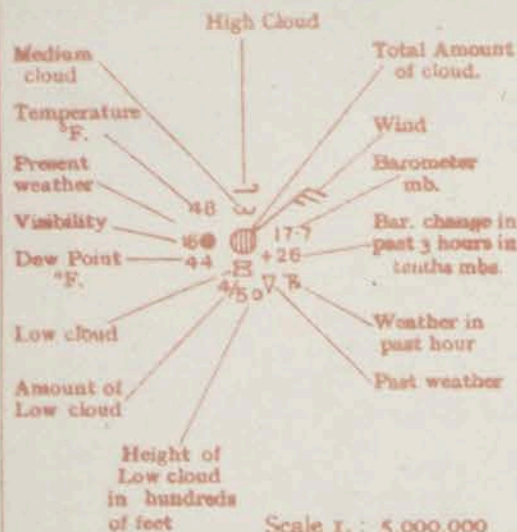 High Cloud
Medium
cloud
Total Amount
of cloud.
Temperature
°F.
Wind
Present
weather
Barometer
mb.
48
Visibility
16
17·7
Bar. change in
past 3 hours in
tenths mbs.
Dew Point
°F.
44
+26
4/50
Low cloud
Weather in
past hour
Amount of
Low cloud
Past weather
Height of
Low cloud
in hundreds
of feet
Scale 1. : 5,000,000